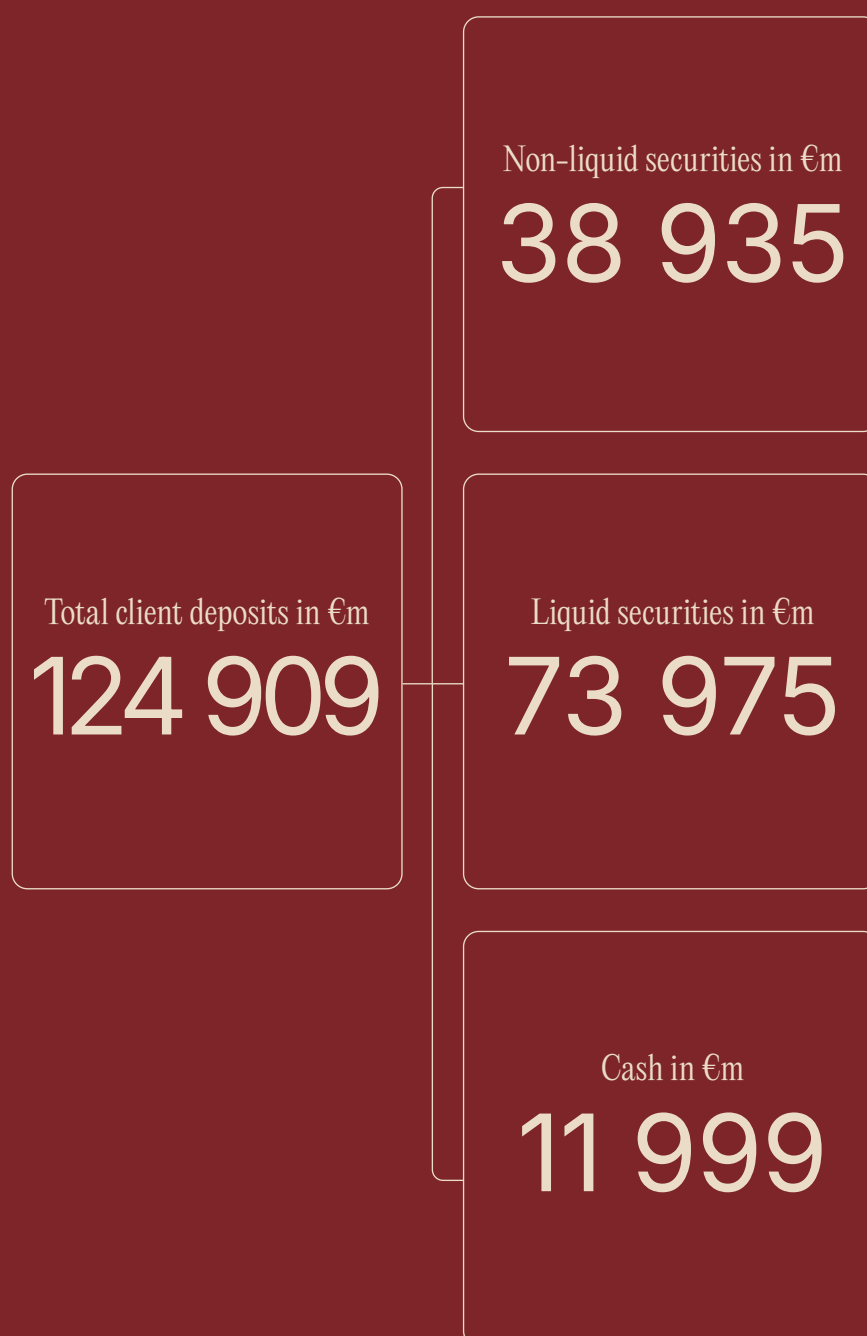 Non-liquid securities in €m
38 935
Total client deposits in €m
124 909
Liquid securities in €m
73 975
Cash in €m
11 999